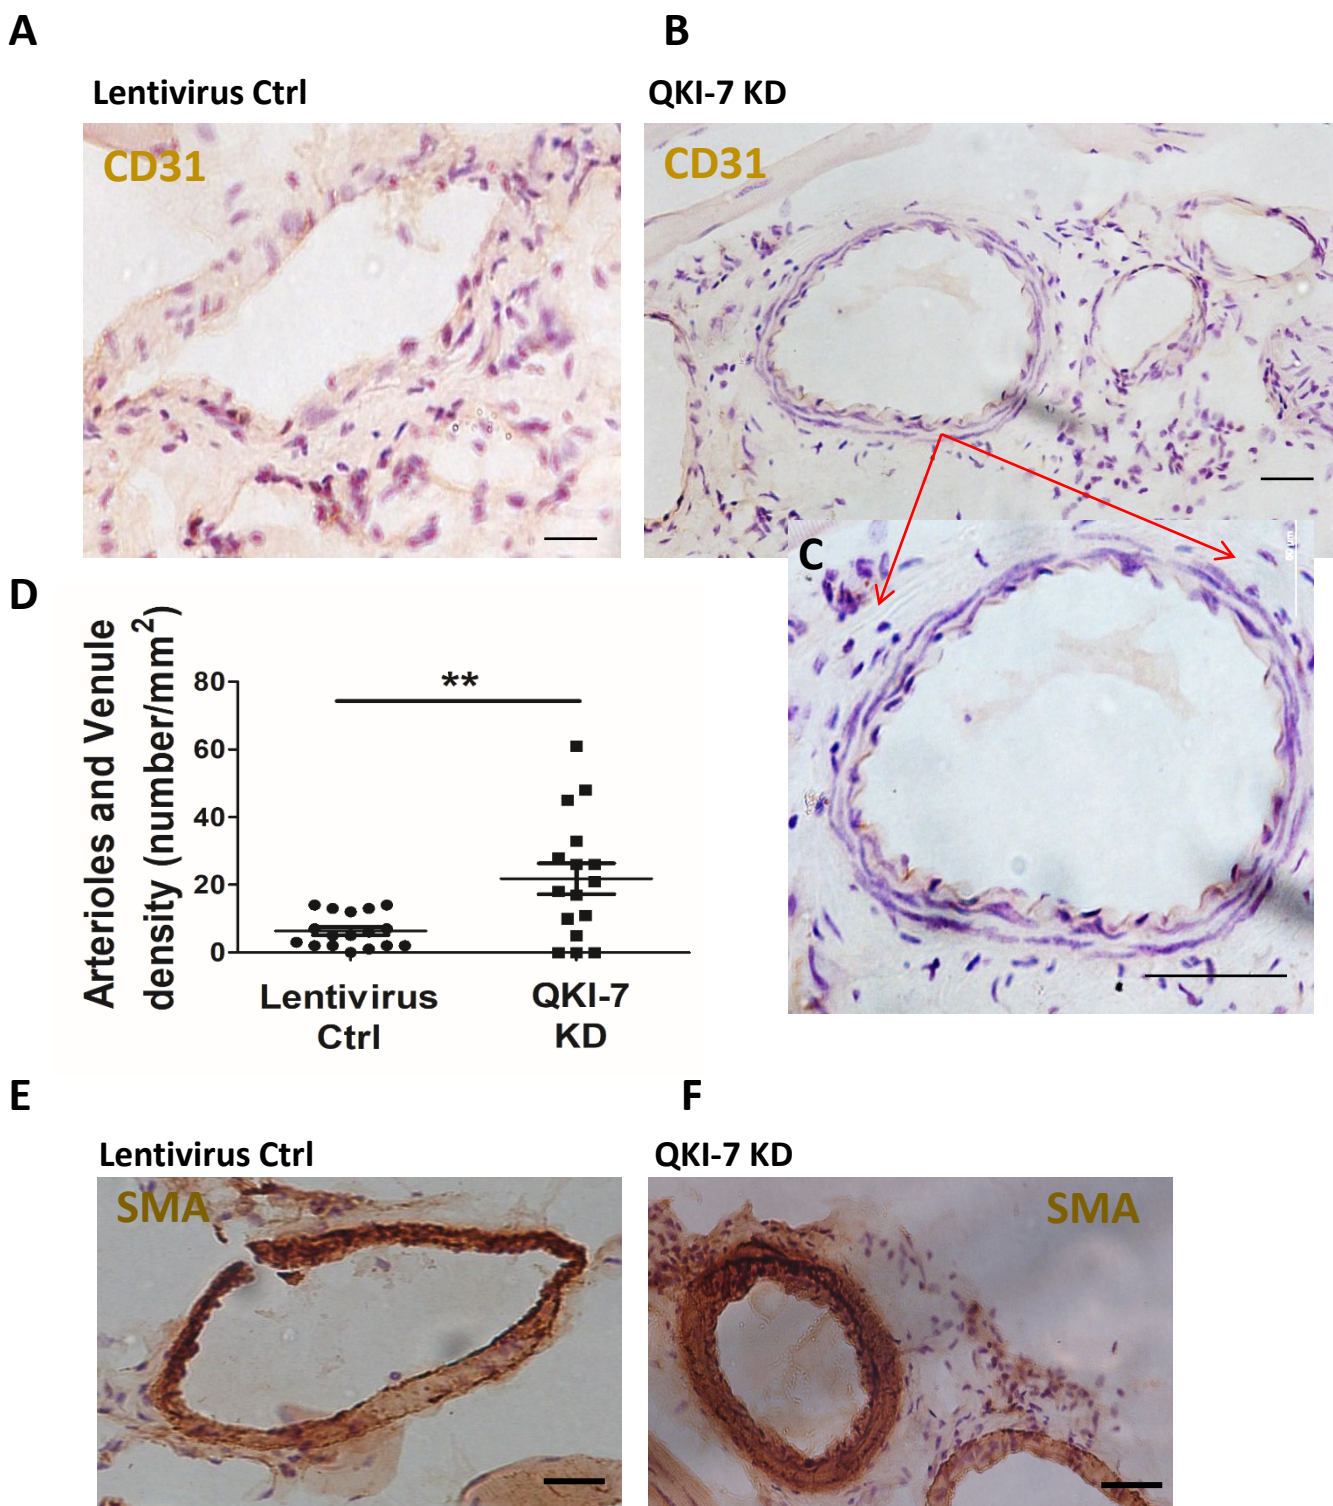 A
B
Lentivirus Ctrl
QKI-7 KD
CD31
CD31
C
D
Arterioles and Venule
density (number/mm²)
80
60
40
20
0
**
Lentivirus
Ctrl
QKI-7
KD
E
F
Lentivirus Ctrl
QKI-7 KD
SMA
SMA